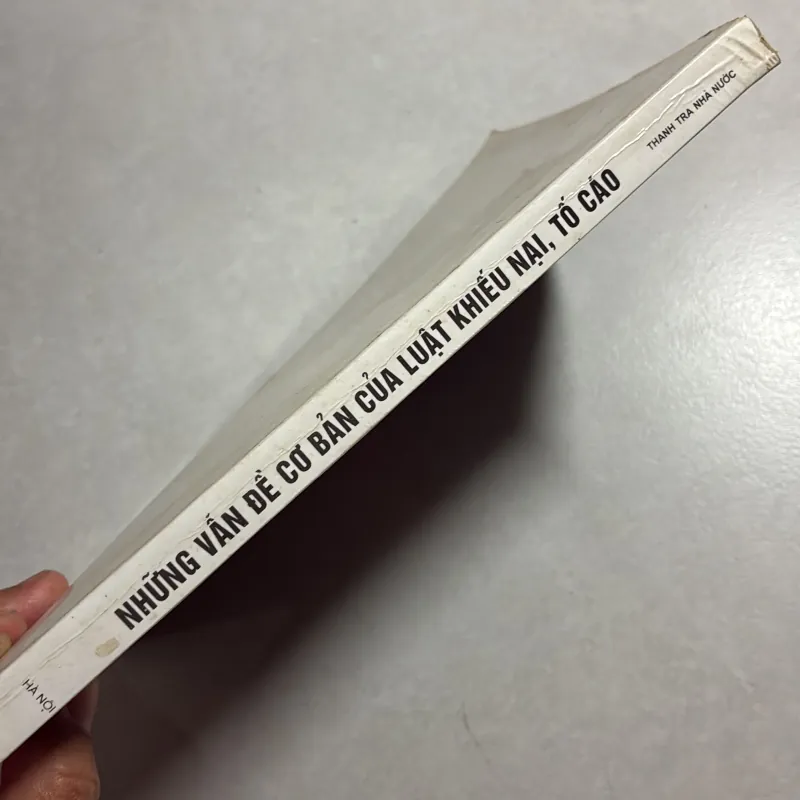 THANH TRA NHÀ NƯỚC
NHỮNG VẤN ĐỀ CƠ BẢN CỦA LUẬT KHIẾU NẠI, TỐ CÁO
HÀ NỘI